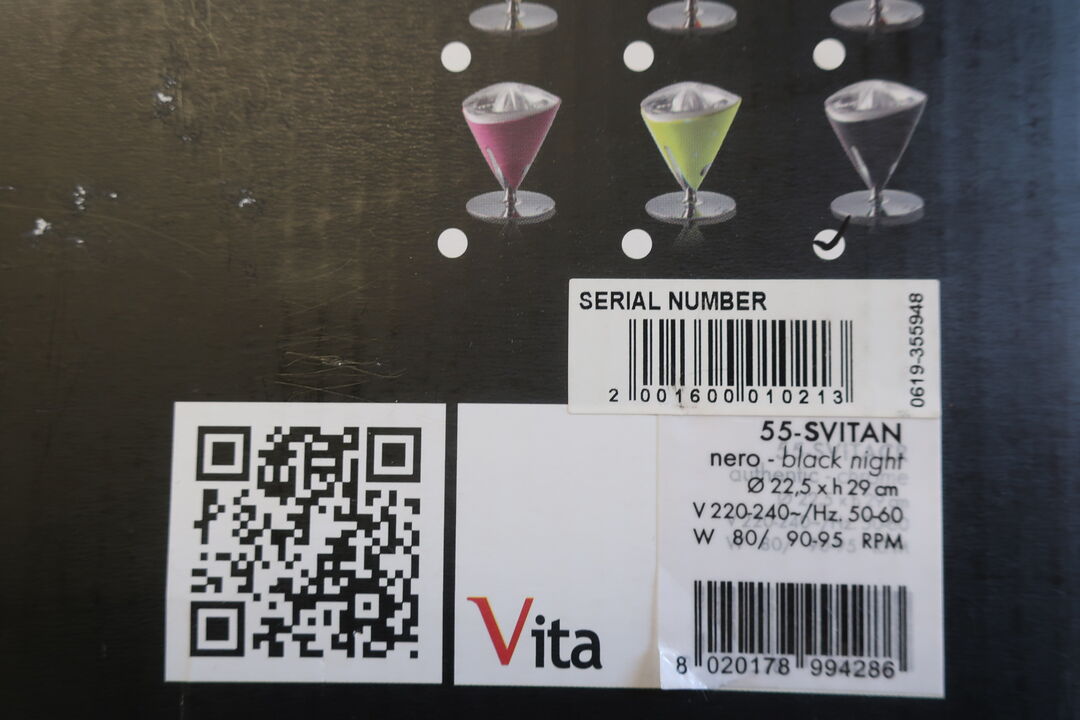 SERIAL NUMBER
2 001600 010213
0619-355948
55-SVITAN
nero - black night
Ø 22,5 x h 29 cm
V 220-240~/Hz. 50-60
W 80/ 90-95 RPM
Vita
8 020178 994286